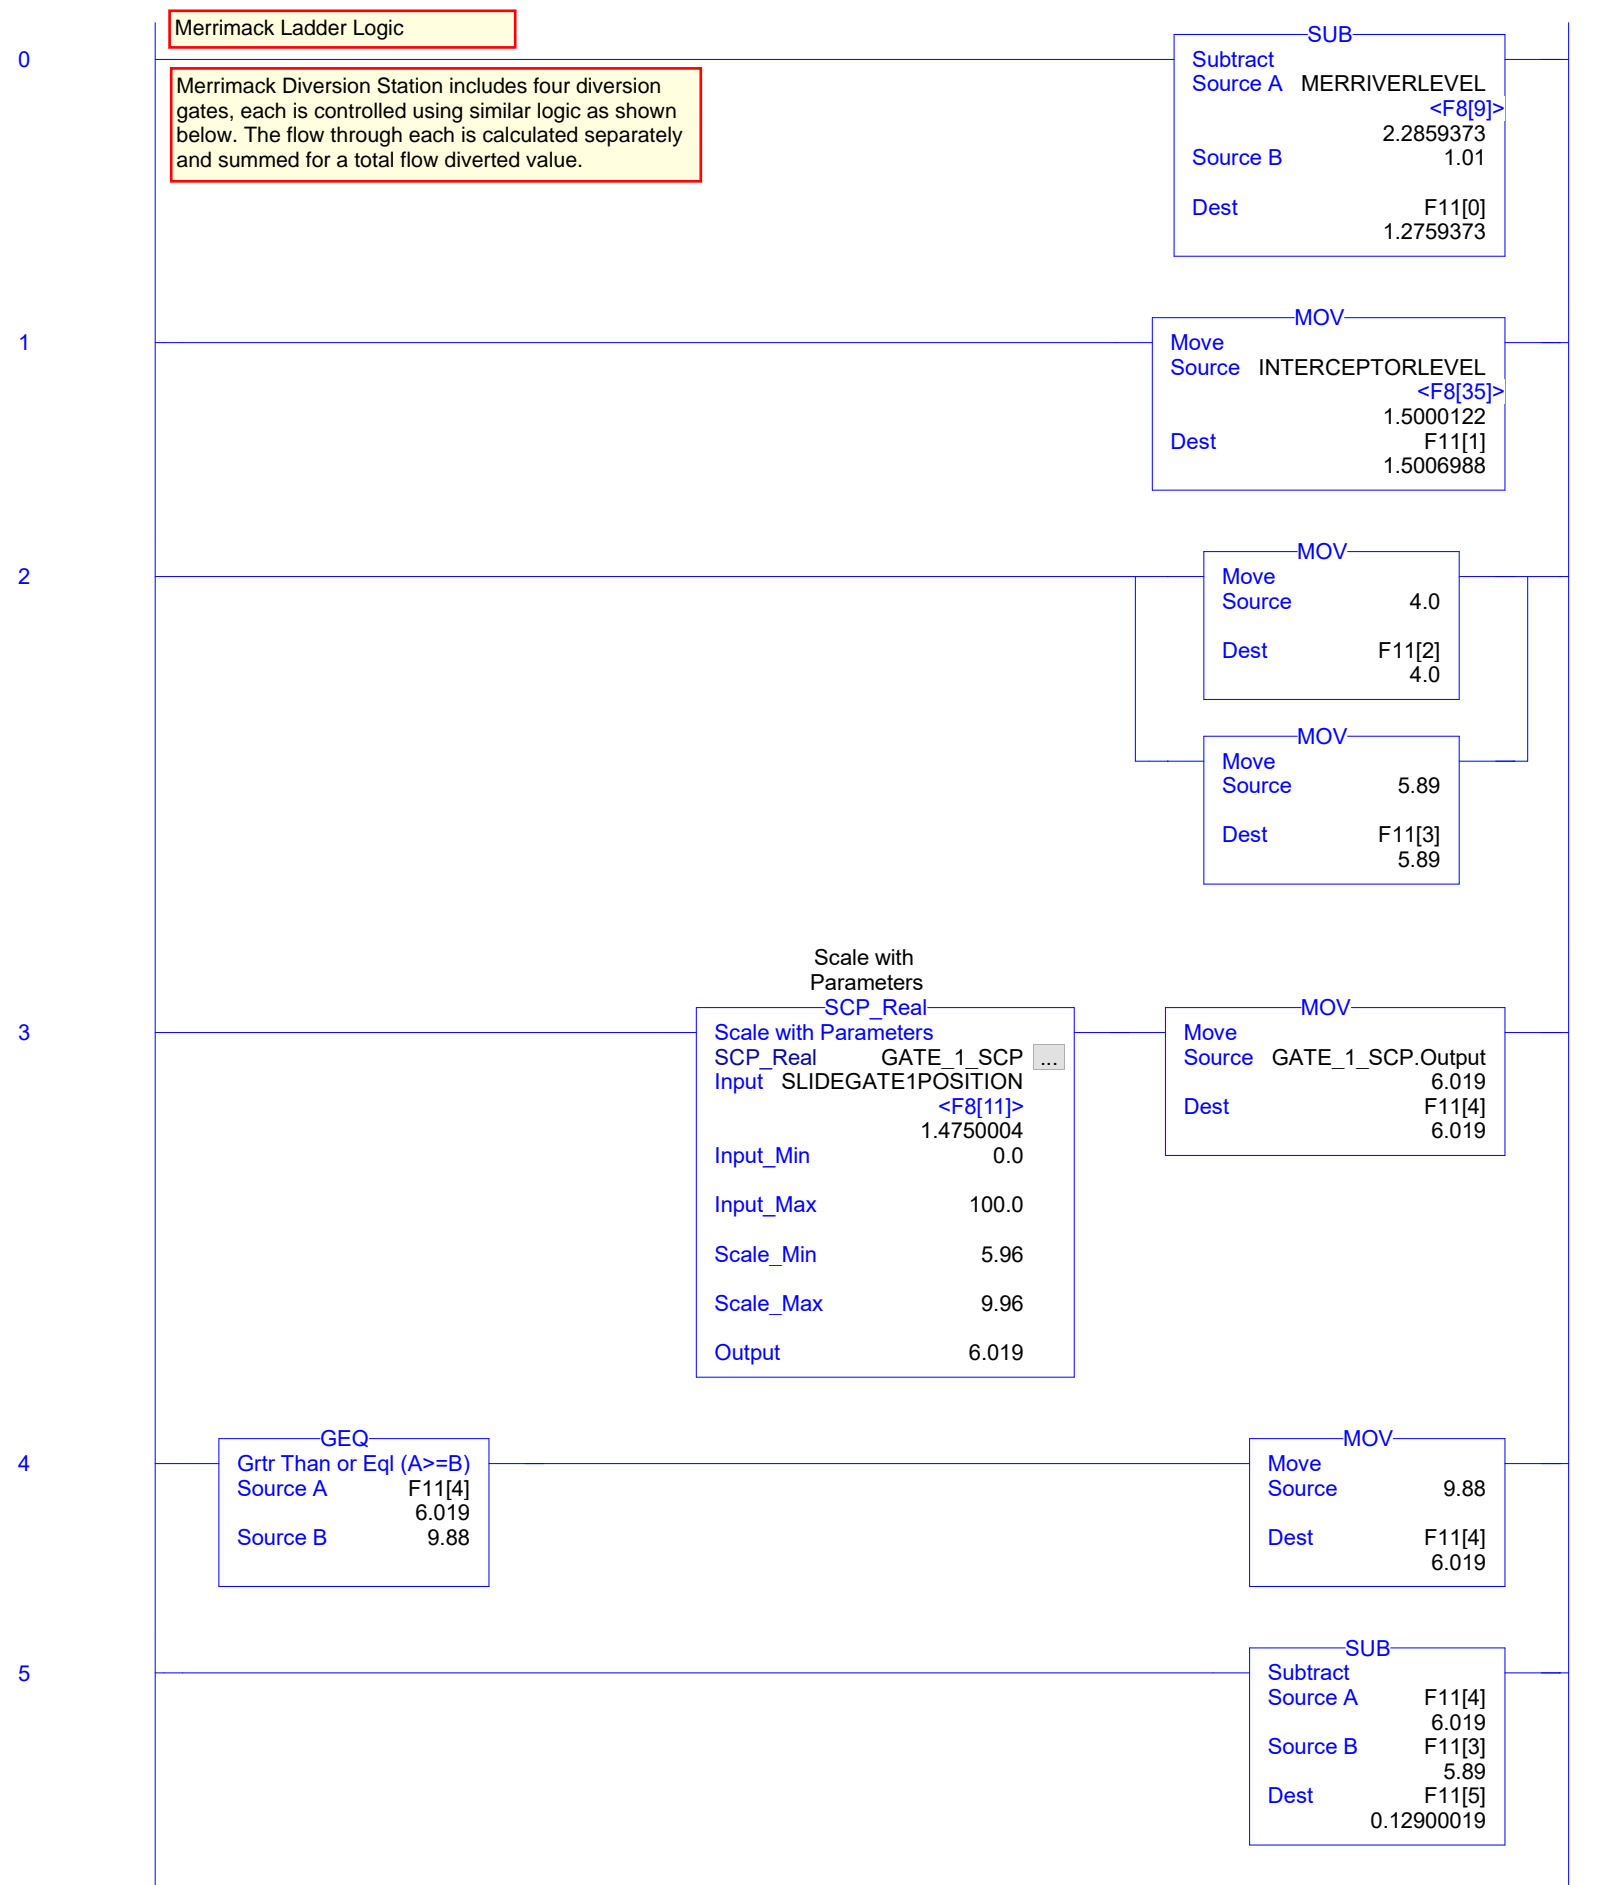 Merrimack Ladder Logic
0
Merrimack Diversion Station includes four diversion
gates, each is controlled using similar logic as shown
below. The flow through each is calculated separately
and summed for a total flow diverted value.
SUB
Subtract
Source A MERRIVERLEVEL
<F8[9]>
2.2859373
Source B 1.01
Dest F11[0]
1.2759373
1
MOV
Move
Source INTERCEPTORLEVEL
<F8[35]>
1.5000122
Dest F11[1]
1.5006988
2
MOV
Move
Source 4.0
Dest F11[2]
4.0
MOV
Move
Source 5.89
Dest F11[3]
5.89
3
Scale with
Parameters
SCP_Real
Scale with Parameters
SCP_Real GATE_1_SCP ...
Input SLIDEGATE1POSITION
<F8[11]>
1.4750004
Input_Min 0.0
Input_Max 100.0
Scale_Min 5.96
Scale_Max 9.96
Output 6.019
MOV
Move
Source GATE_1_SCP.Output
6.019
Dest F11[4]
6.019
4
GEQ
Grtr Than or Eql (A>=B)
Source A F11[4]
6.019
Source B 9.88
MOV
Move
Source 9.88
Dest F11[4]
6.019
5
SUB
Subtract
Source A F11[4]
6.019
Source B F11[3]
5.89
Dest F11[5]
0.12900019